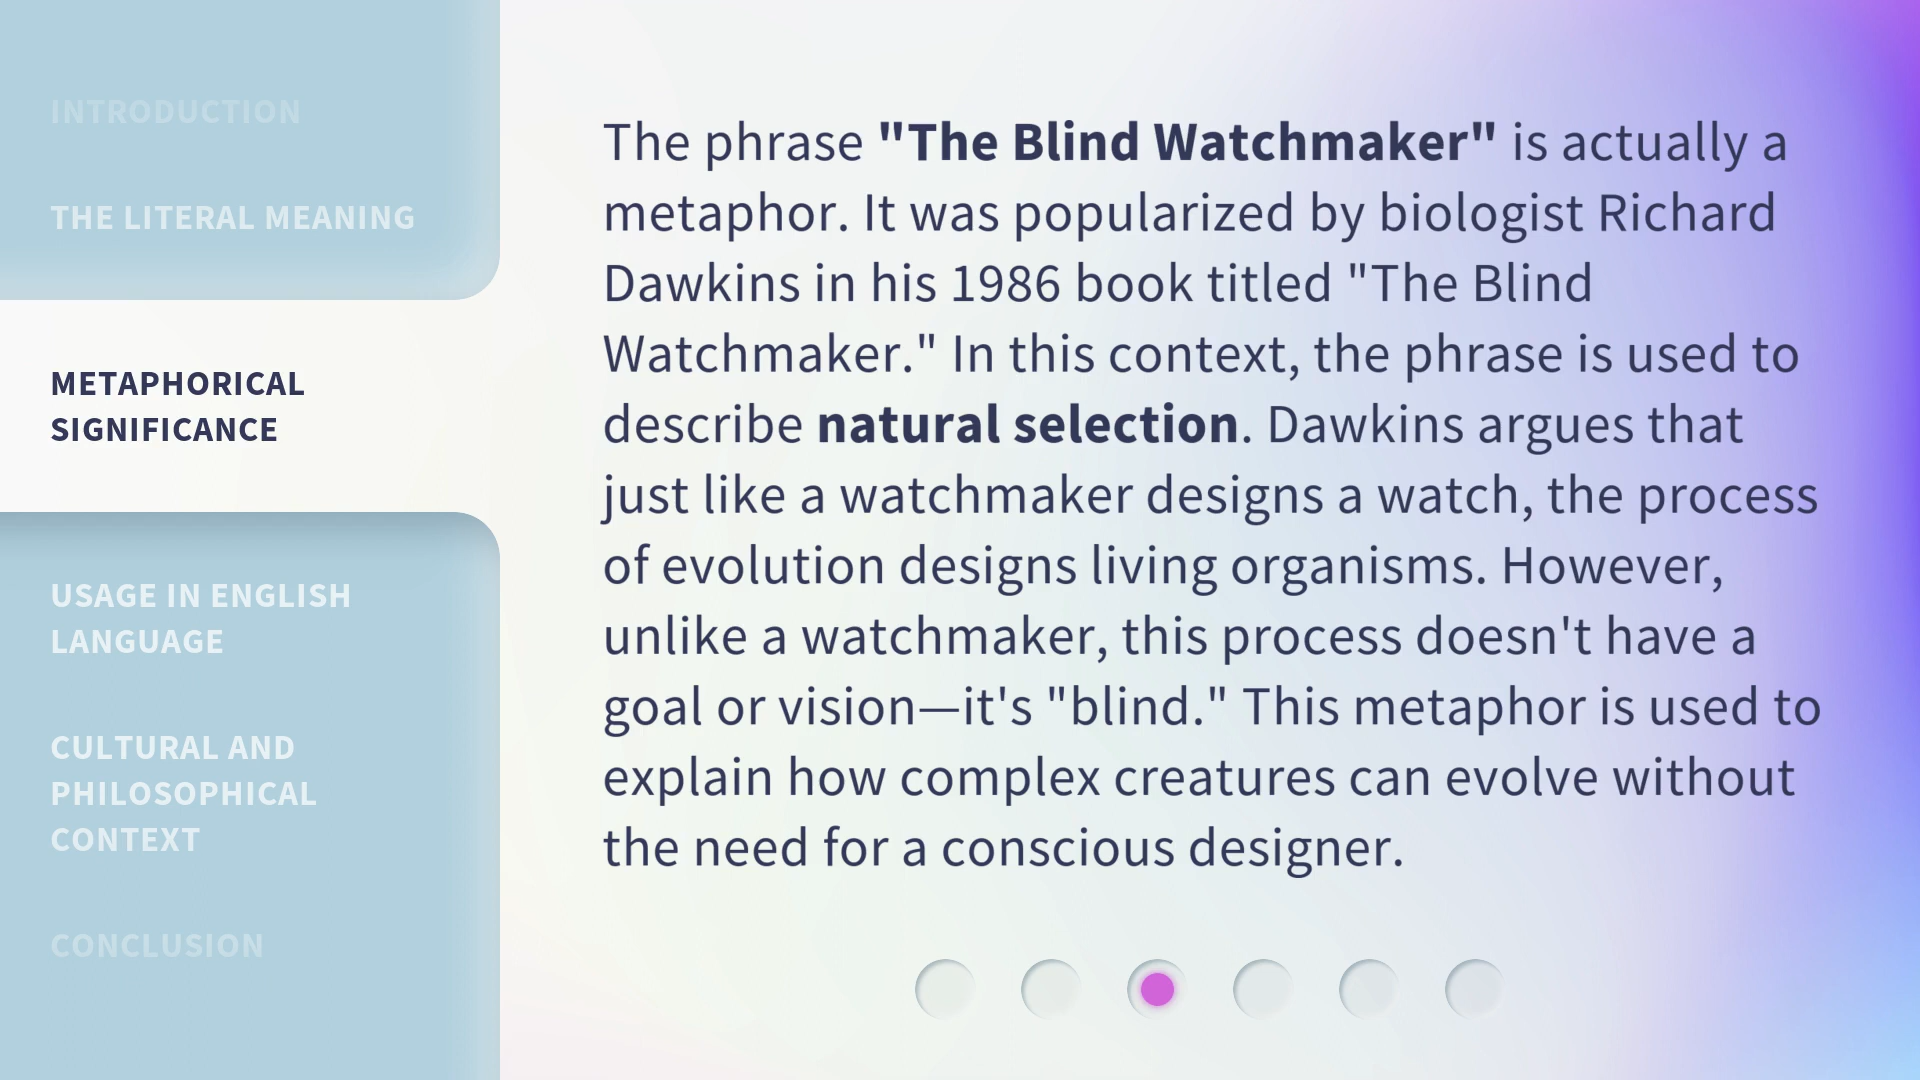 INTRODUCTION
THE LITERAL MEANING
METAPHORICAL
SIGNIFICANCE
USAGE IN ENGLISH
LANGUAGE
CULTURAL AND
PHILOSOPHICAL
CONTEXT
CONCLUSION
The phrase "The Blind Watchmaker" is actually a
metaphor. It was popularized by biologist Richard
Dawkins in his 1986 book titled "The Blind
Watchmaker." In this context, the phrase is used to
describe natural selection. Dawkins argues that
just like a watchmaker designs a watch, the process
of evolution designs living organisms. However,
unlike a watchmaker, this process doesn't have a
goal or vision—it's "blind." This metaphor is used to
explain how complex creatures can evolve without
the need for a conscious designer.